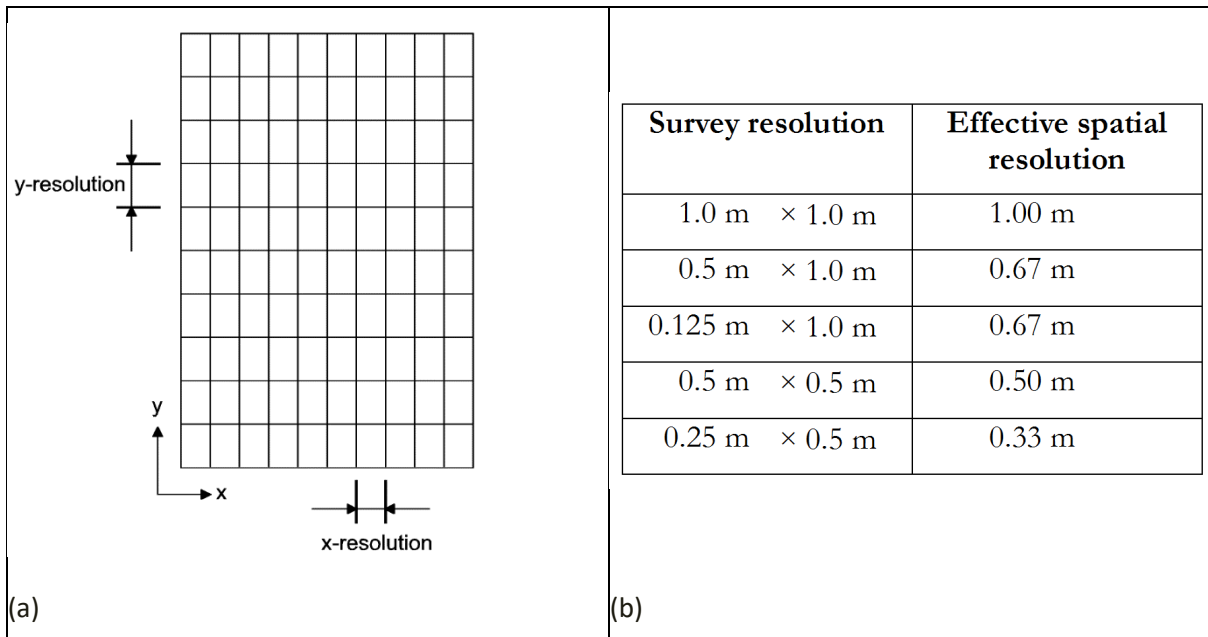 y-resolution
y
x
x-resolution
(a)
Survey resolution
Effective spatial
resolution
1.0 m × 1.0 m
1.00 m
0.5 m × 1.0 m
0.67 m
0.125 m × 1.0 m
0.67 m
0.5 m × 0.5 m
0.50 m
0.25 m × 0.5 m
0.33 m
(b)